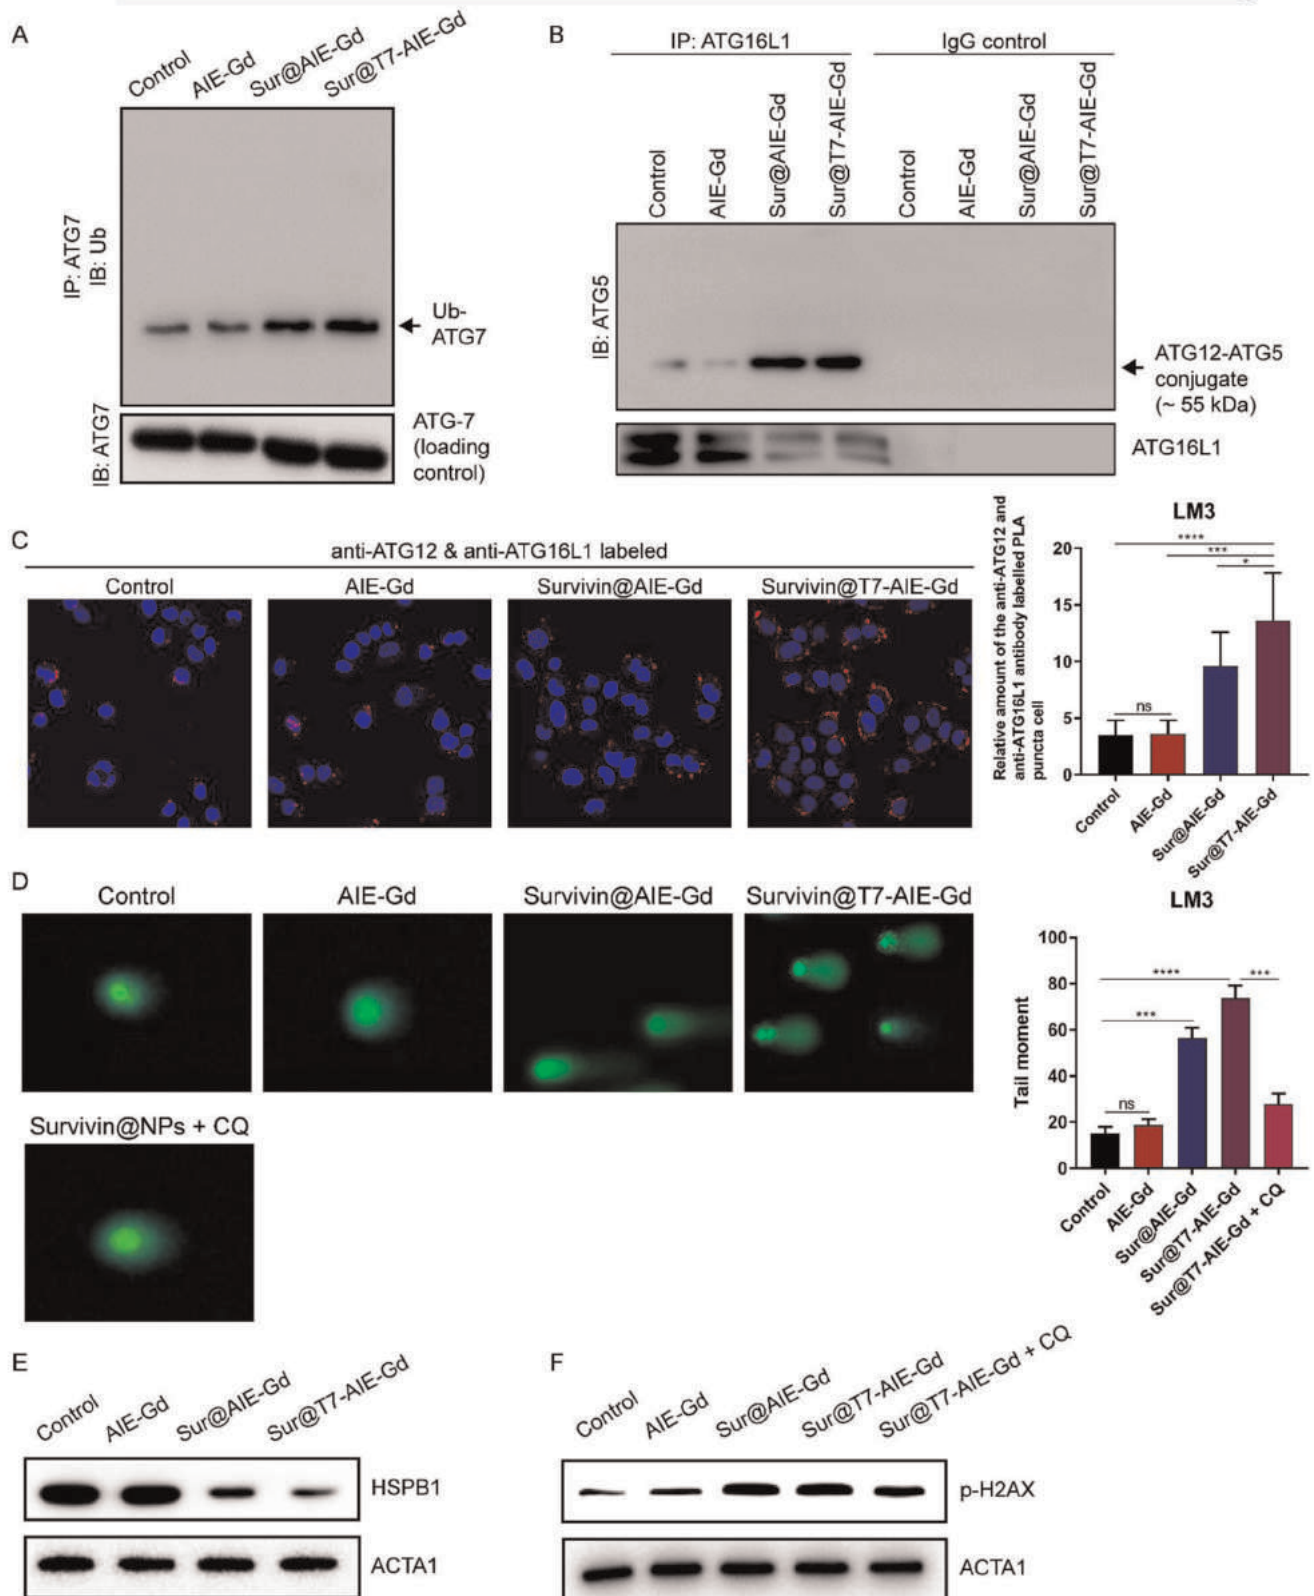 A
Control
AIE-Gd
Sur@AIE-Gd
Sur@T7-AIE-Gd
IP: ATG7
IB: Ub
Ub-
ATG7
IB: ATG7
ATG-7
(loading
control)
B
IP: ATG16L1
IgG control
Control
AIE-Gd
Sur@AIE-Gd
Sur@T7-AIE-Gd
Control
AIE-Gd
Sur@AIE-Gd
Sur@T7-AIE-Gd
IB: ATG5
ATG12-ATG5
conjugate
(~ 55 kDa)
ATG16L1
C
anti-ATG12 & anti-ATG16L1 labeled
Control
AIE-Gd
Survivin@AIE-Gd
Survivin@T7-AIE-Gd
LM3
Relative amount of the anti-ATG12 and
anti-ATG16L1 antibody labelled PLA
puncta cell
20
15
10
5
0
****
***
*
ns
Control
AIE-Gd
Sur@AIE-Gd
Sur@T7-AIE-Gd
D
Control
AIE-Gd
Survivin@AIE-Gd
Survivin@T7-AIE-Gd
Survivin@NPs + CQ
LM3
Tail moment
100
80
60
40
20
0
****
***
***
ns
Control
AIE-Gd
Sur@AIE-Gd
Sur@T7-AIE-Gd
Sur@T7-AIE-Gd + CQ
E
Control
AIE-Gd
Sur@AIE-Gd
Sur@T7-AIE-Gd
HSPB1
ACTA1
F
Control
AIE-Gd
Sur@AIE-Gd
Sur@T7-AIE-Gd
Sur@T7-AIE-Gd + CQ
p-H2AX
ACTA1